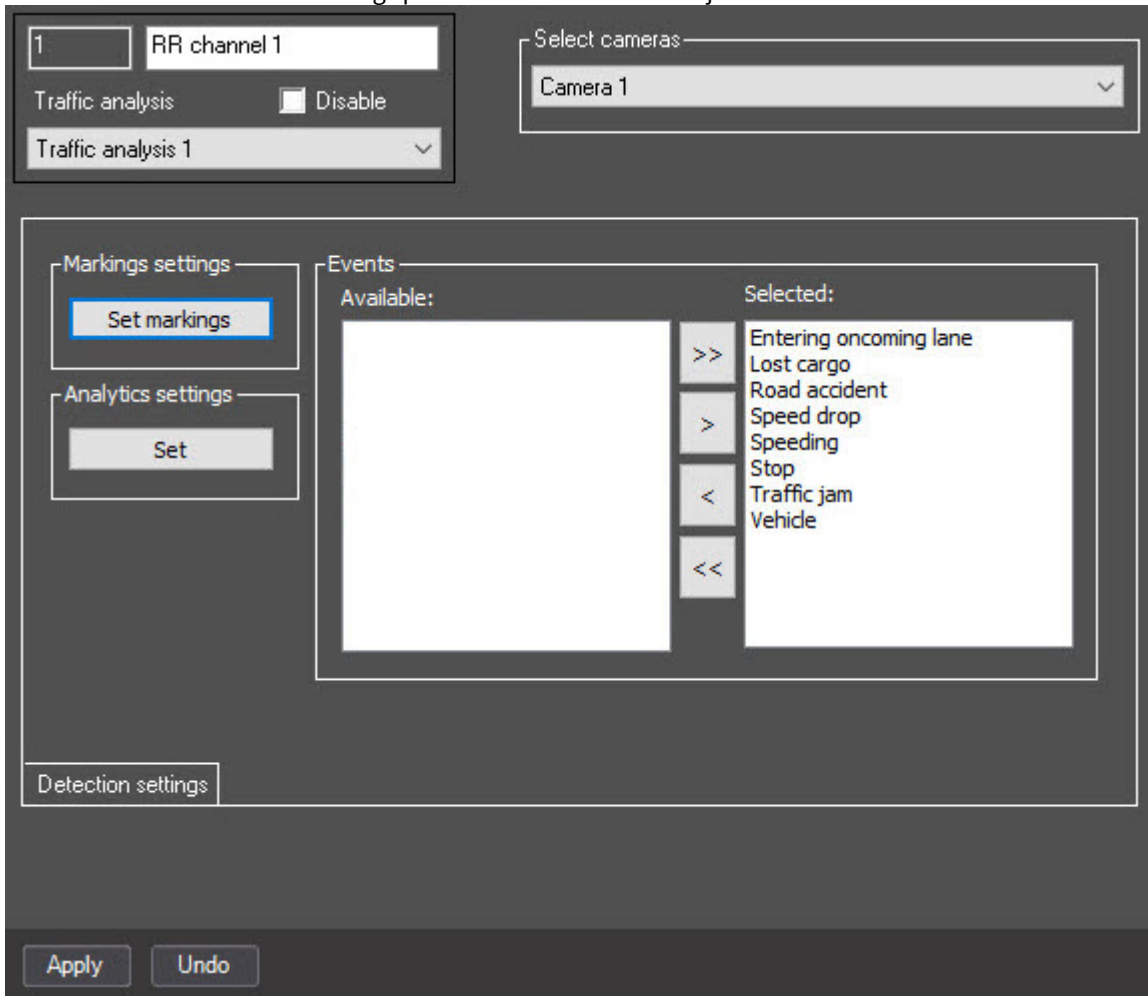 1
RR channel 1
Traffic analysis
Disable
Traffic analysis 1
Select cameras
Camera 1
Markings settings
Set markings
Analytics settings
Set
Events
Available:
>>
>
<
<<
Selected:
Entering oncoming lane
Lost cargo
Road accident
Speed drop
Speeding
Stop
Traffic jam
Vehicle
Detection settings
Apply
Undo